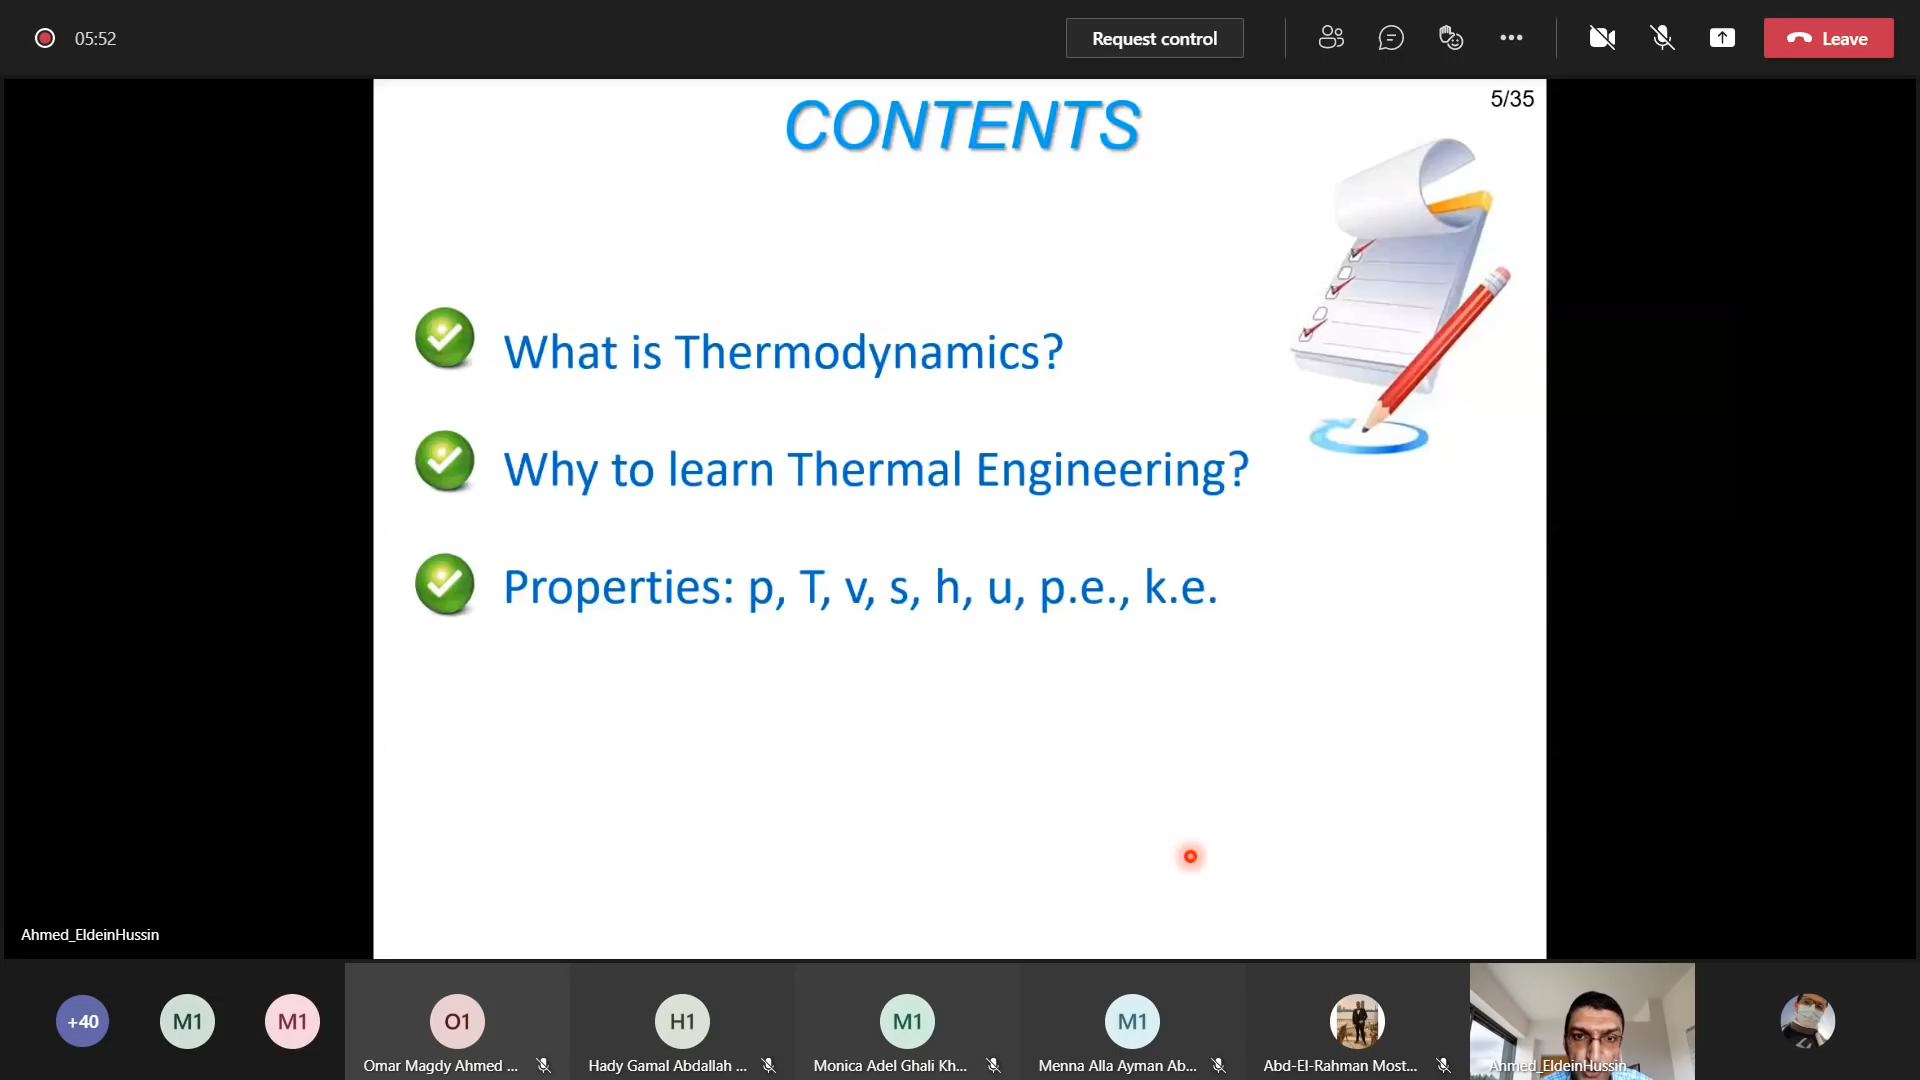 05:52
Request control
Leave
5/35
CONTENTS
What is Thermodynamics?
Why to learn Thermal Engineering?
Properties: p, T, v, s, h, u, p.e., k.e.
Ahmed_EldeinHussin
+40
M1
M1
O1
H1
M1
M1
Omar Magdy Ahmed ...
Hady Gamal Abdallah ...
Monica Adel Ghali Kh...
Menna Alla Ayman Ab...
Abd-El-Rahman Most...
Ahmed_EldeinHussin